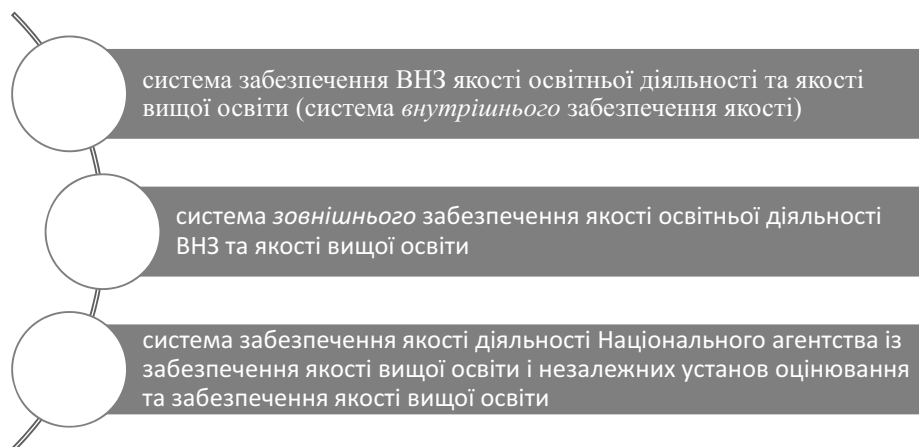 система забезпечення ВНЗ якості освітньої діяльності та якості
вищої освіти (система внутрішнього забезпечення якості)
система зовнішнього забезпечення якості освітньої діяльності
ВНЗ та якості вищої освіти
система забезпечення якості діяльності Національного агентства із
забезпечення якості вищої освіти і незалежних установ оцінювання
та забезпечення якості вищої освіти